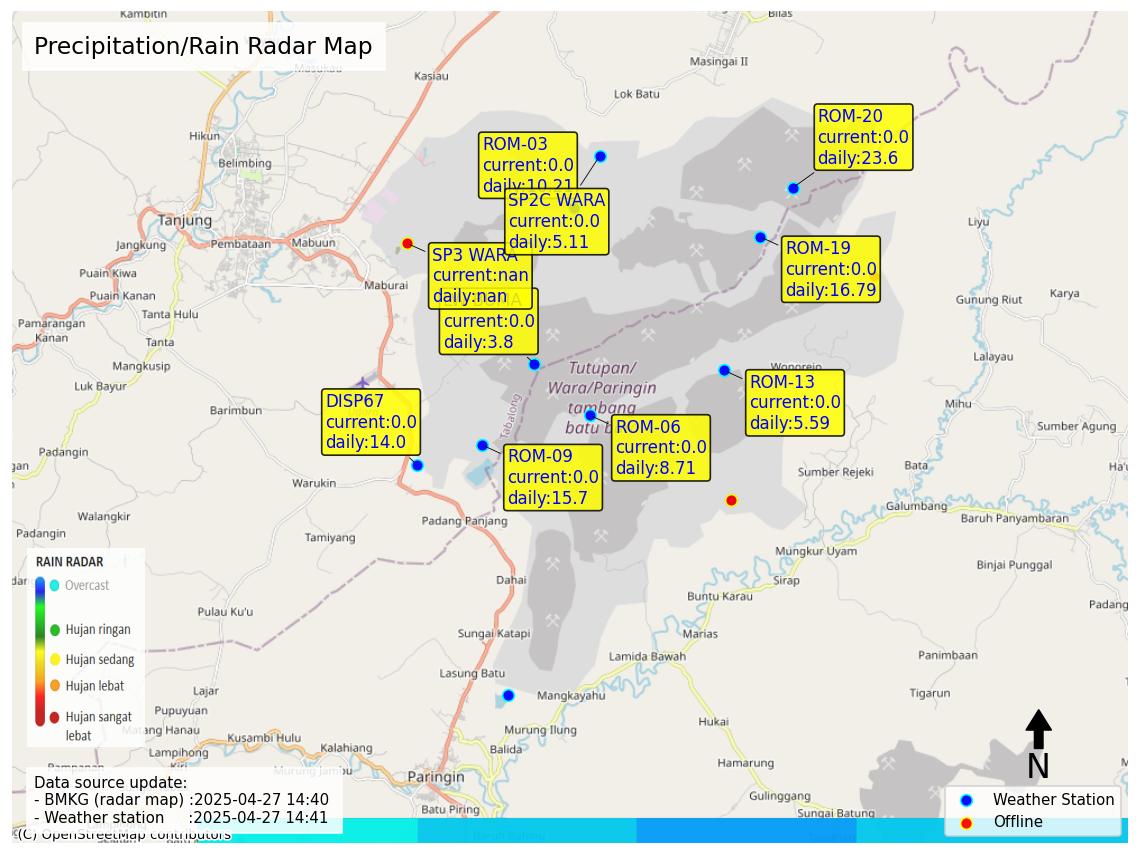 Kambitin
Bilas
Precipitation/Rain Radar Map
Masukau
Kasiau
Masingai II
Lok Batu
Hikun
Belimbing
ROM-03
current:0.0
daily:10.21
ROM-20
current:0.0
daily:23.6
SP2C WARA
current:0.0
daily:5.11
Tanjung
Jangkung
Pembataan
Mabuun
Liyu
SP3 WARA
current:nan
daily:nan
ROM-19
current:0.0
daily:16.79
Puain Kiwa
Puain Kanan
Maburai
Karya
Gunung Riut
Tanta Hulu
Pamarangan
Kanan
current:0.0
daily:3.8
Tanta
Mangkusip
Lalayau
Luk Bayur
Tutupan/
Wara/Paringin
tambang
batu b
Wonorejo
ROM-13
current:0.0
daily:5.59
Tabalong
DISP67
current:0.0
daily:14.0
Barimbun
Mihu
Sumber Agung
ROM-06
current:0.0
daily:8.71
Padangin
ROM-09
current:0.0
daily:15.7
Bata
Sumber Rejeki
Warukin
Galumbang
Walangkir
Padang Panjang
Baruh Panyambaran
Padangin
Tamiyang
Mungkur Uyam
Binjai Punggal
RAIN RADAR
Overcast
Hujan ringan
Hujan sedang
Hujan lebat
Hujan sangat
lebat
Dahai
Sirap
Buntu Karau
Padang
Pulau Ku'u
Sungai Katapi
Marias
Lamida Bawah
Panimbaan
Lasung Batu
Lajar
Mangkayahu
Tigarun
Pupuyuan
Matang Hanau
Hukai
Murung Ilung
Kusambi Hulu
Kalahiang
Balida
Lampihong
Kiri
Hamarung
N
Pampanan
Murung Jambu
Paringin
Data source update:
- BMKG (radar map) :2025-04-27 14:40
- Weather station :2025-04-27 14:41
Gulinggang
Batu Piring
Sungai Batung
Weather Station
Offline
(C) OpenStreetMap contributors